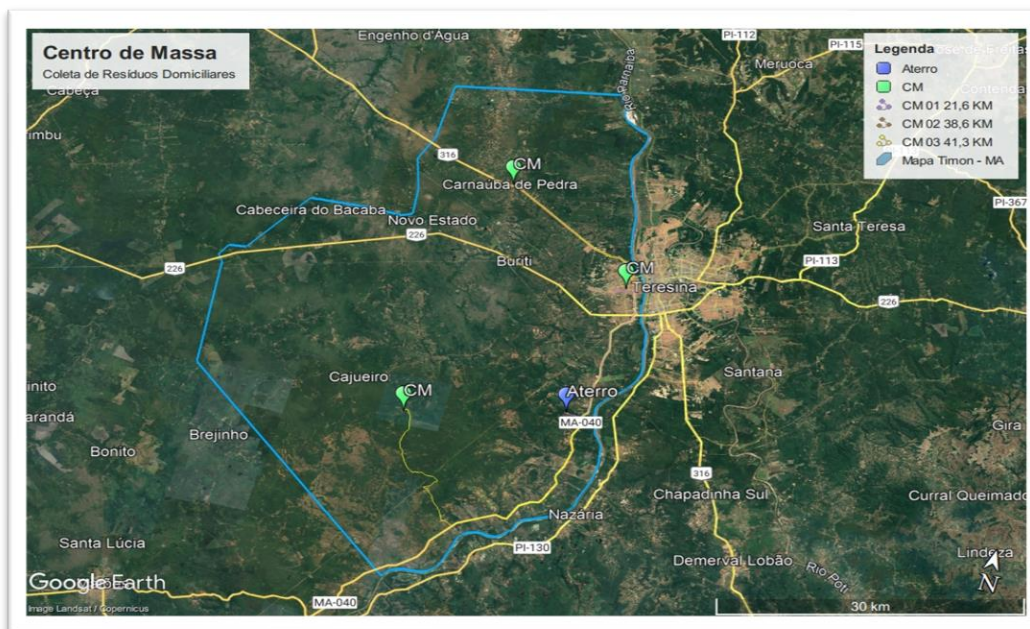 Centro de Massa
Coleta de Resíduos Domiciliares
Legenda
Aterro
CM
CM 01 21,6 KM
CM 02 38,6 KM
CM 03 41,3 KM
Mapa Timon - MA
Engenho d'Água
PI-112
PI-115
Meruoca
Cabeça
Rio Parnaíba
316
CM
Carnaúba de Pedra
PI-367
Cabeceira do Bacaba
Novo Estado
226
Santa Teresa
226
Buriti
CM
Teresina
PI-113
226
Cajueiro
CM
Aterro
Santana
MA-040
Brejinho
Bonito
Gira
316
Chapadinha Sul
Curral Queimado
Nazária
Santa Lúcia
PI-130
Demerval Lobão
Rio Poti
Lindeza
Google Earth
N
Image Landsat / Copernicus
MA-040
30 km